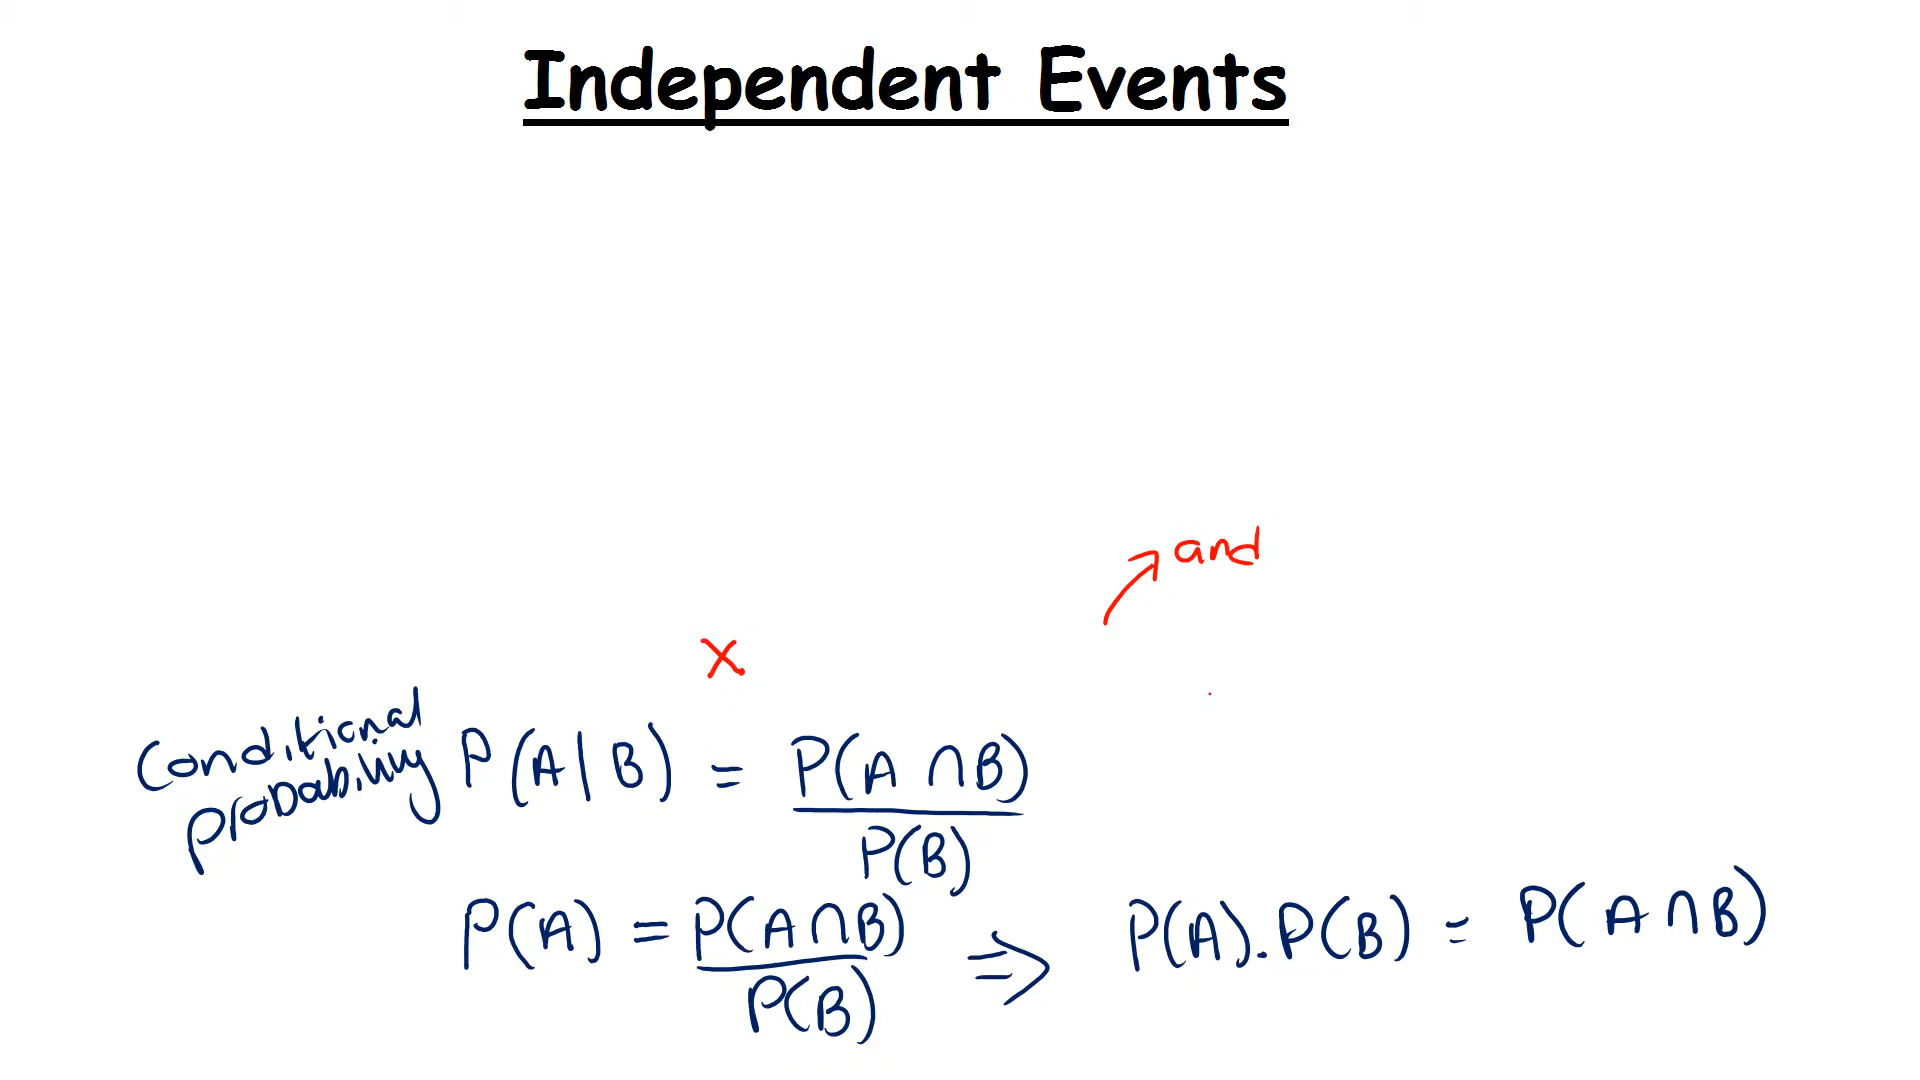 Independent Events
and
x
Conditional probability P(A|B) = P(A∩B)/P(B)
P(A) = P(A∩B)/P(B) ⇒ P(A).P(B) = P(A∩B)